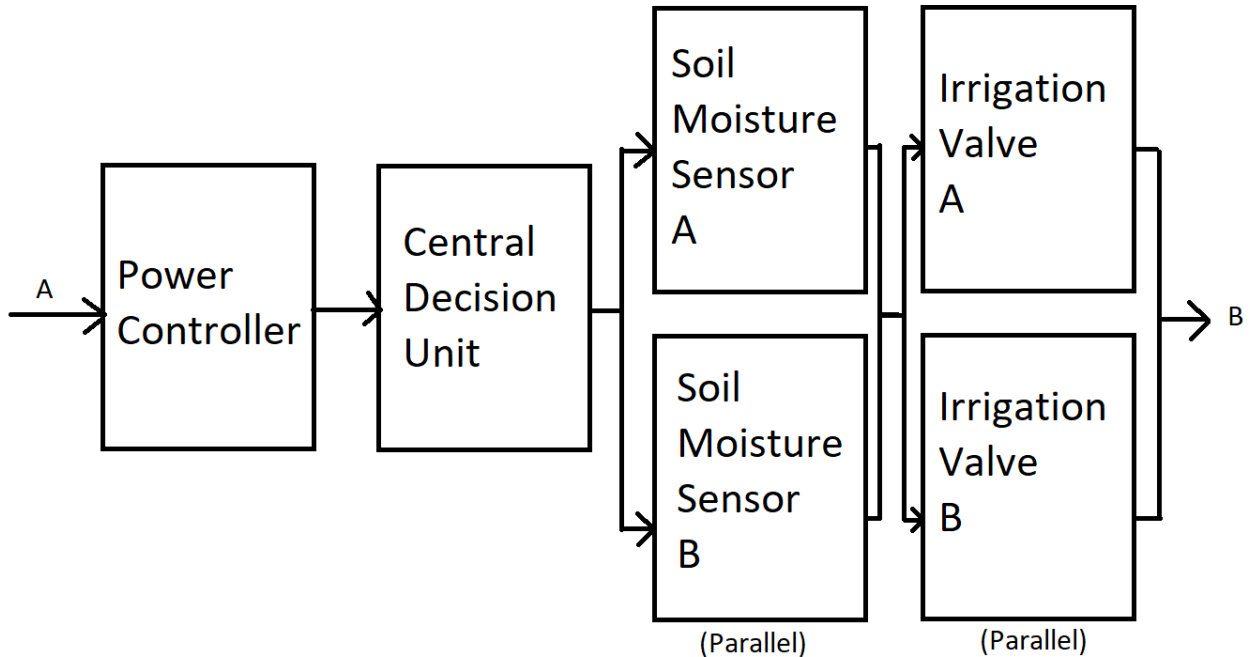 A
Power
Controller
Central
Decision
Unit
Soil
Moisture
Sensor
A
Soil
Moisture
Sensor
B
(Parallel)
Irrigation
Valve
A
Irrigation
Valve
B
(Parallel)
B